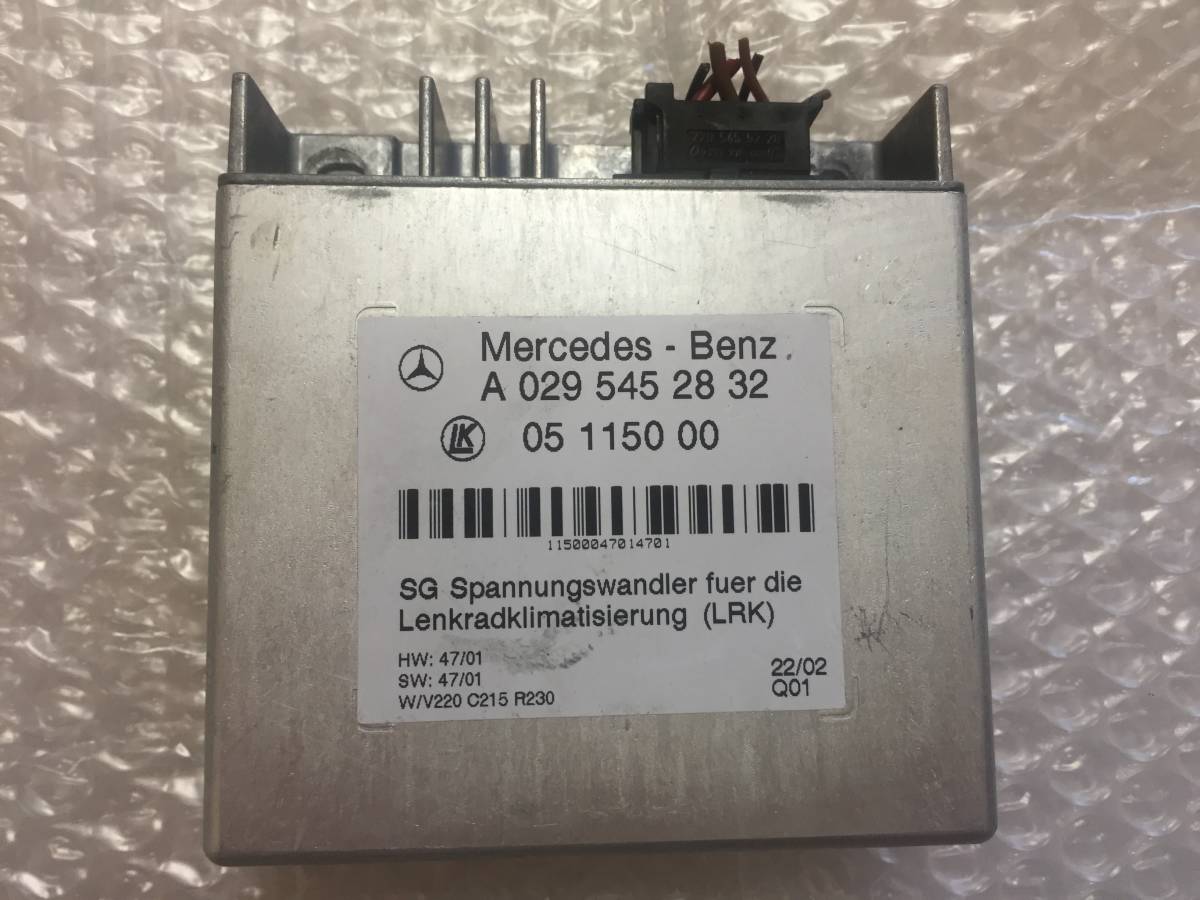 Mercedes - Benz
A 029 545 28 32
LK
05 1150 00
11500047014701
SG Spannungswandler fuer die
Lenkradklimatisierung (LRK)
HW: 47/01
SW: 47/01
W/V220 C215 R230
22/02
Q01